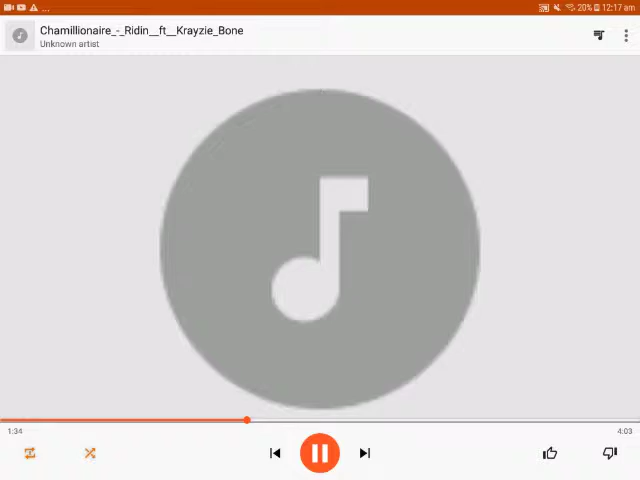 ... 20% 12:17 am
Chamillionaire_-_Ridin__ft__Krayzie_Bone
Unknown artist
1:34 4:03